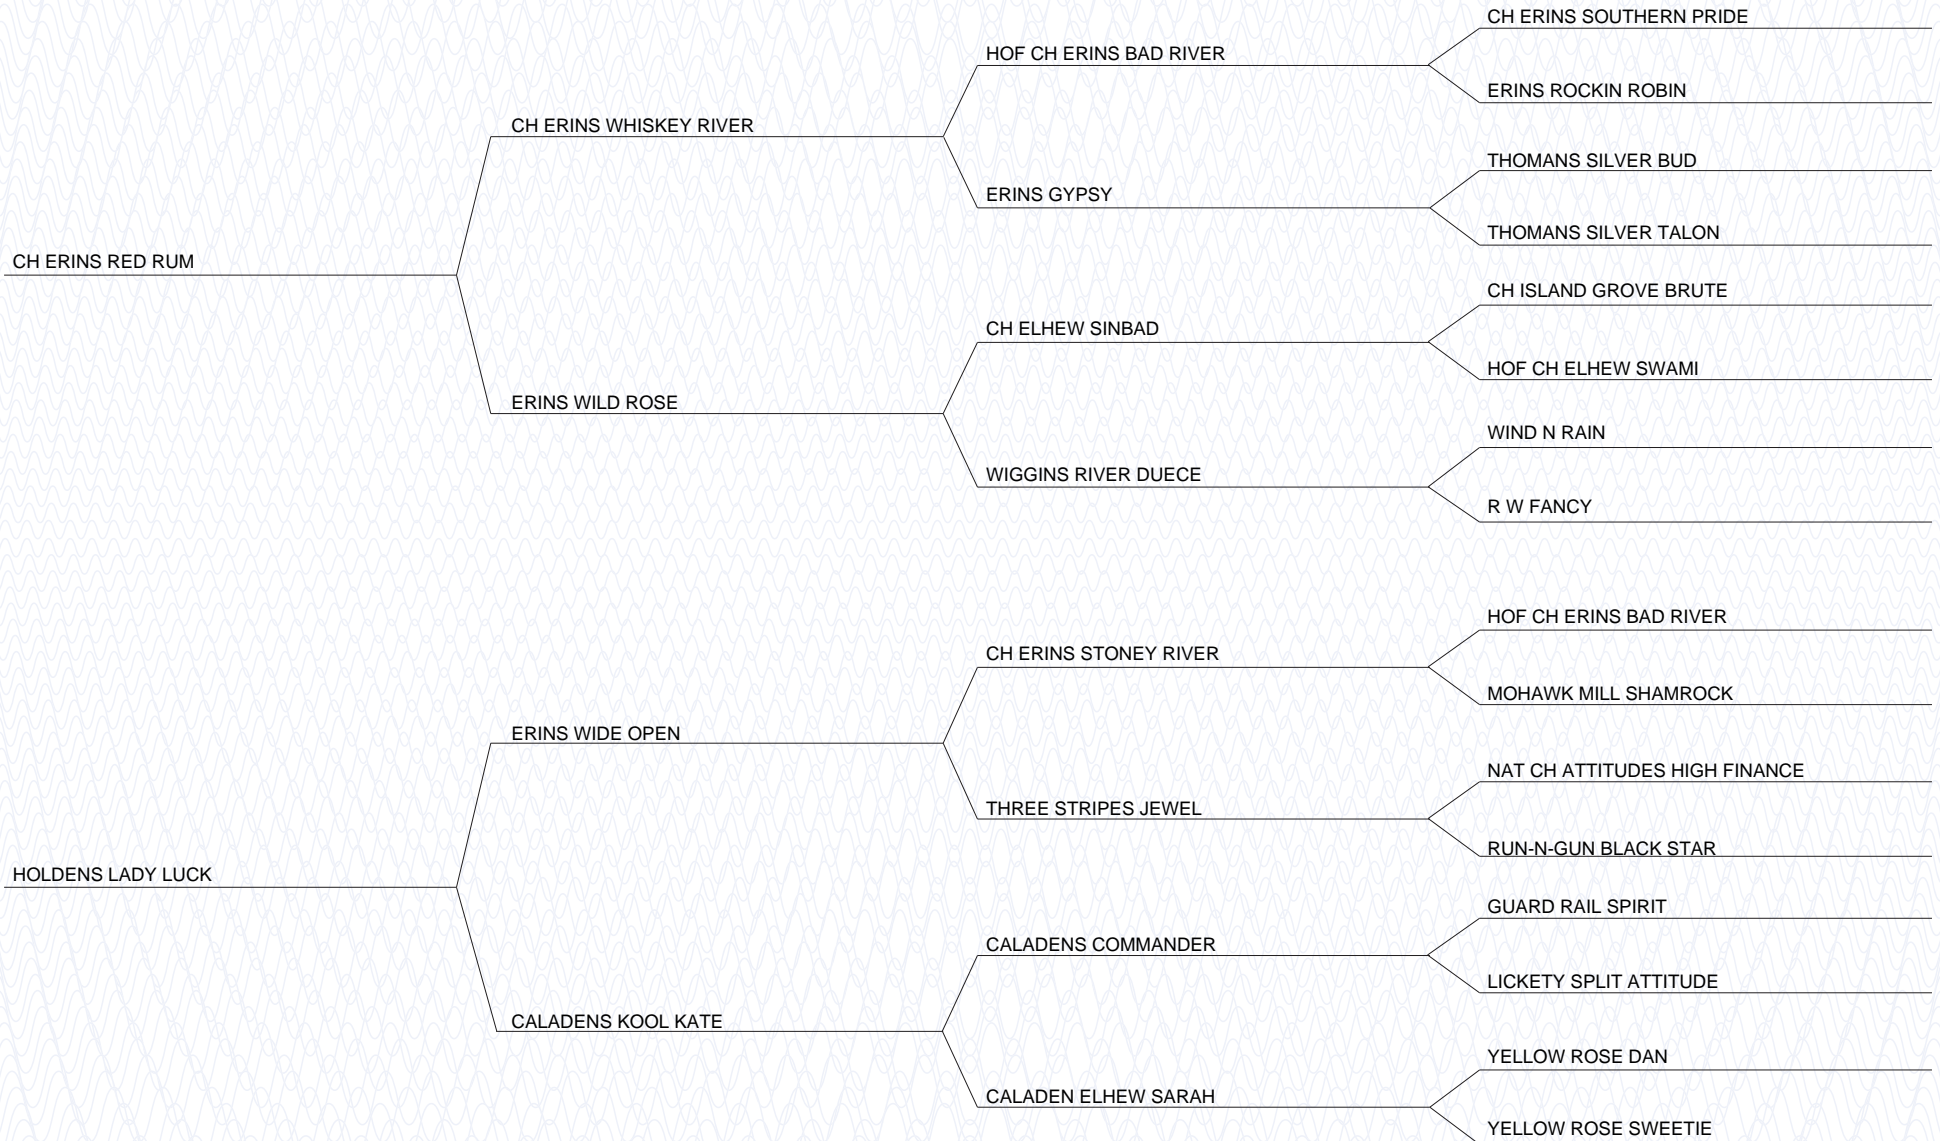 CH ERINS SOUTHERN PRIDE
HOF CH ERINS BAD RIVER
ERINS ROCKIN ROBIN
CH ERINS WHISKEY RIVER
THOMANS SILVER BUD
ERINS GYPSY
THOMANS SILVER TALON
CH ERINS RED RUM
CH ISLAND GROVE BRUTE
CH ELHEW SINBAD
HOF CH ELHEW SWAMI
ERINS WILD ROSE
WIND N RAIN
WIGGINS RIVER DUECE
R W FANCY
HOF CH ERINS BAD RIVER
CH ERINS STONEY RIVER
MOHAWK MILL SHAMROCK
ERINS WIDE OPEN
NAT CH ATTITUDES HIGH FINANCE
THREE STRIPES JEWEL
RUN-N-GUN BLACK STAR
HOLDENS LADY LUCK
GUARD RAIL SPIRIT
CALADENS COMMANDER
LICKETY SPLIT ATTITUDE
CALADENS KOOL KATE
YELLOW ROSE DAN
CALADEN ELHEW SARAH
YELLOW ROSE SWEETIE